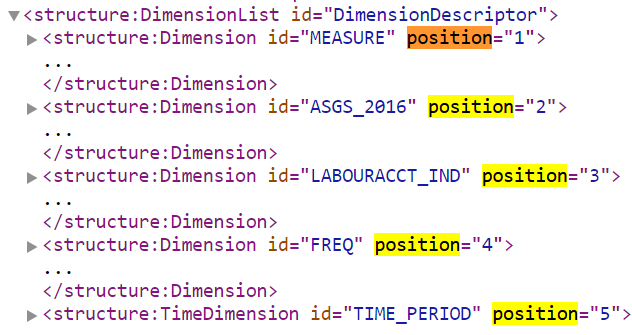 <structure:DimensionList id="DimensionDescriptor">
<structure:Dimension id="MEASURE" position="1">
...
</structure:Dimension>
<structure:Dimension id="ASGS_2016" position="2">
...
</structure:Dimension>
<structure:Dimension id="LABOURACCT_IND" position="3">
...
</structure:Dimension>
<structure:Dimension id="FREQ" position="4">
...
</structure:Dimension>
<structure:TimeDimension id="TIME_PERIOD" position="5">